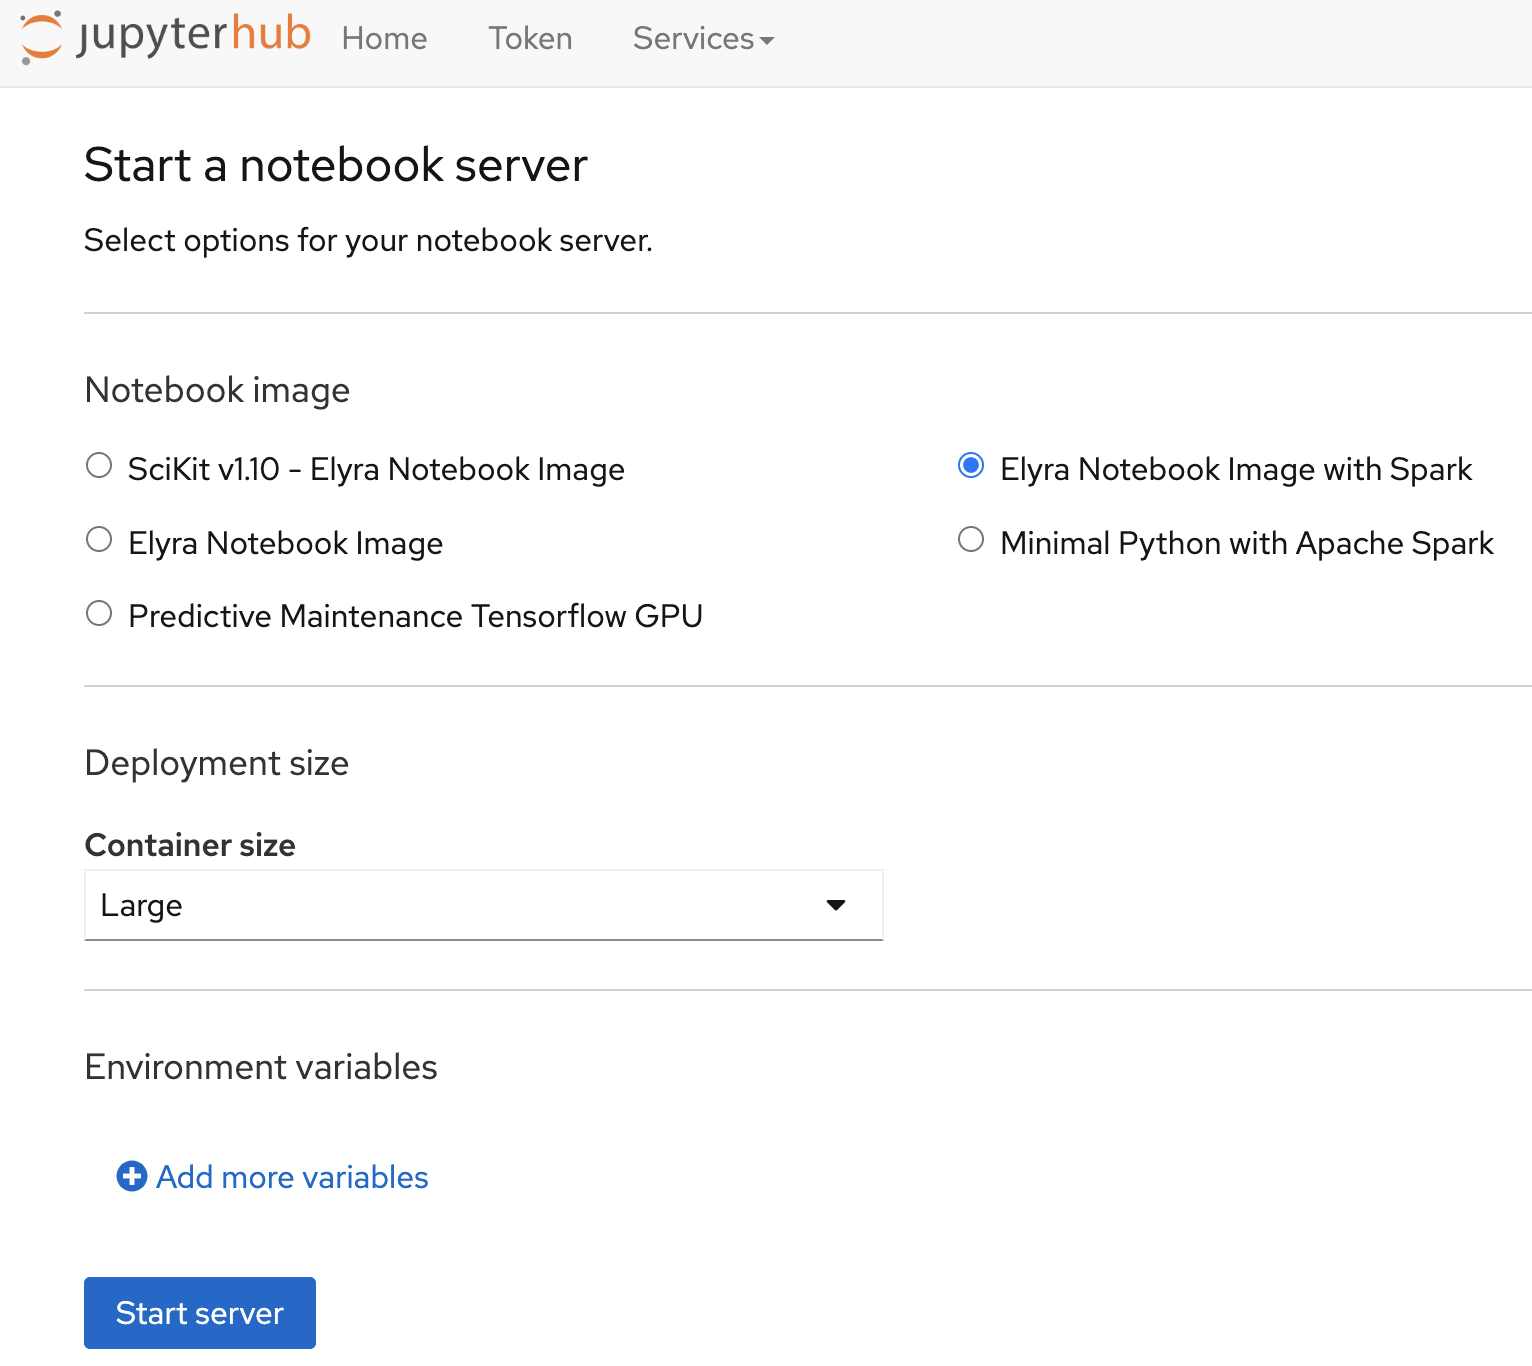 jupyterhub Home Token Services
Start a notebook server
Select options for your notebook server.
Notebook image
SciKit v1.10 - Elyra Notebook Image
Elyra Notebook Image with Spark
Elyra Notebook Image
Minimal Python with Apache Spark
Predictive Maintenance Tensorflow GPU
Deployment size
Container size
Large
Environment variables
Add more variables
Start server